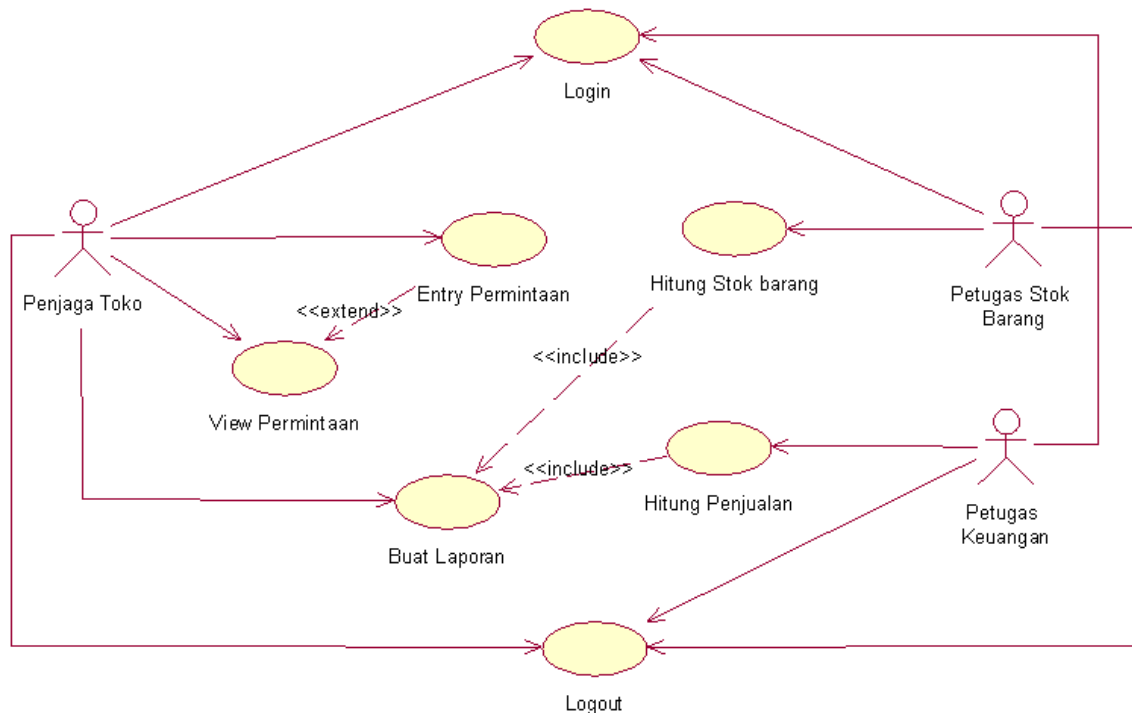 Login
Penjaga Toko
Entry Permintaan
Hitung Stok barang
Petugas Stok
Barang
<<extend>>
<<include>>
View Permintaan
<<include>>
Hitung Penjualan
Petugas
Keuangan
Buat Laporan
Logout